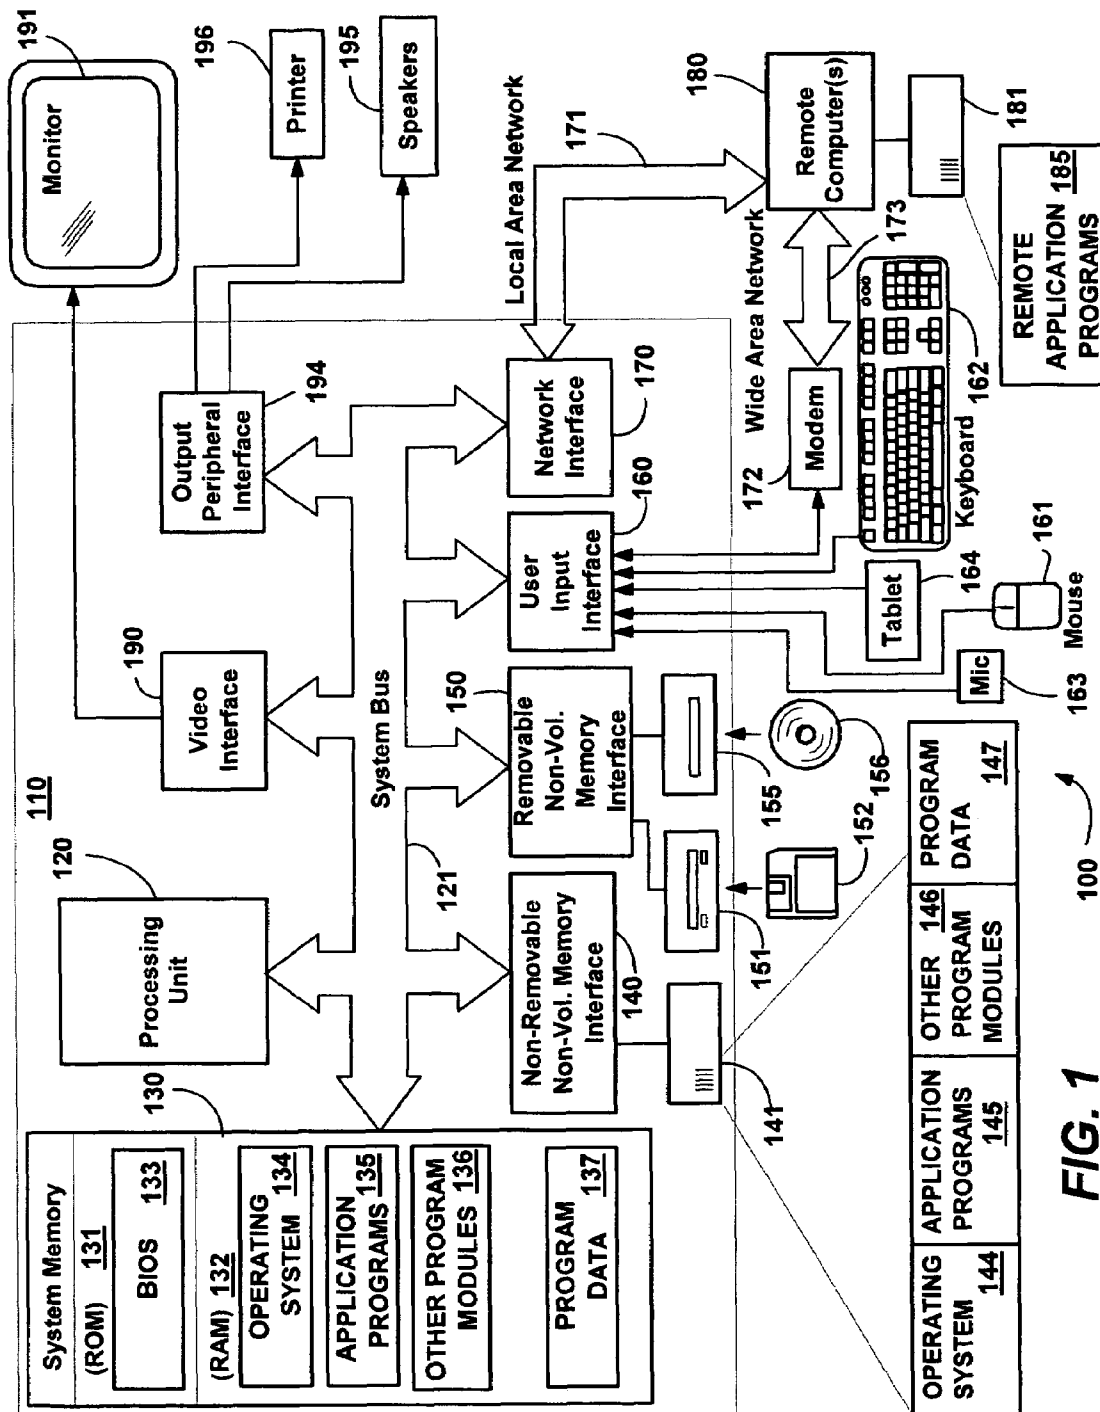 System Memory
(ROM) 131
BIOS 133
(RAM) 132
OPERATING
SYSTEM 134
APPLICATION
PROGRAMS 135
OTHER PROGRAM
MODULES 136
PROGRAM
DATA 137
130
Processing
Unit
120
110
190
Video
Interface
Output
Peripheral
Interface
194
Monitor
191
Printer
196
Speakers
195
System Bus
121
Non-Removable
Non-Vol. Memory
Interface
140
Removable
Non-Vol.
Memory
Interface
150
User
Input
Interface
160
Network
Interface
170
Local Area Network
171
Remote
Computer(s)
180
181
Wide Area Network
173
Modem
172
141
151
152
155
156
Mic
163
Tablet
164
Mouse
161
Keyboard
162
REMOTE
APPLICATION 185
PROGRAMS
OPERATING
SYSTEM
144
APPLICATION
PROGRAMS
145
OTHER 146
PROGRAM
MODULES
PROGRAM
DATA
147
100
FIG. 1